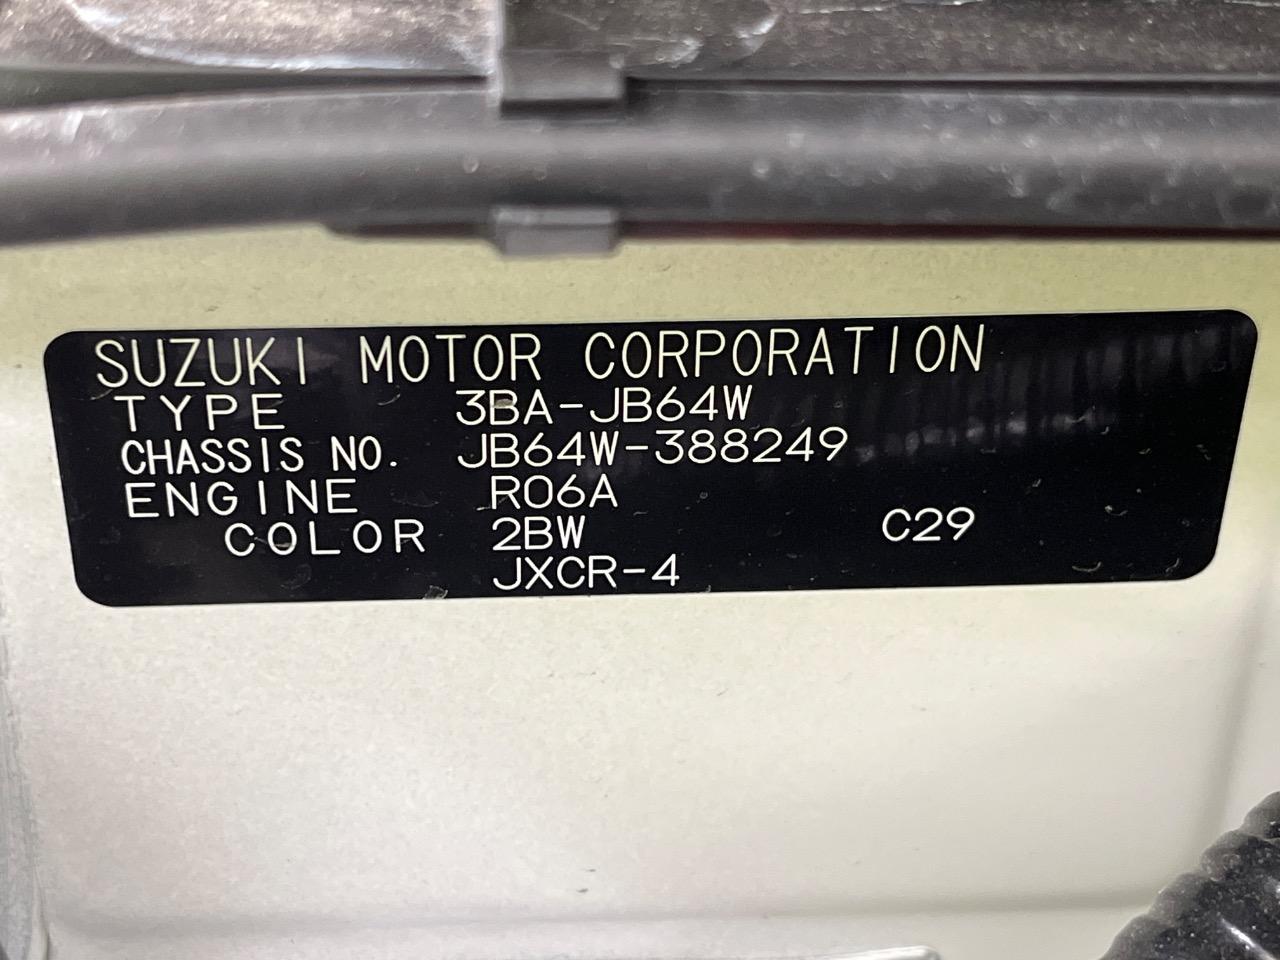 SUZUKI MOTOR CORPORATION
TYPE 3BA-JB64W
CHASSIS NO. JB64W-388249
ENGINE R06A
COLOR 2BW C29
JXCR-4